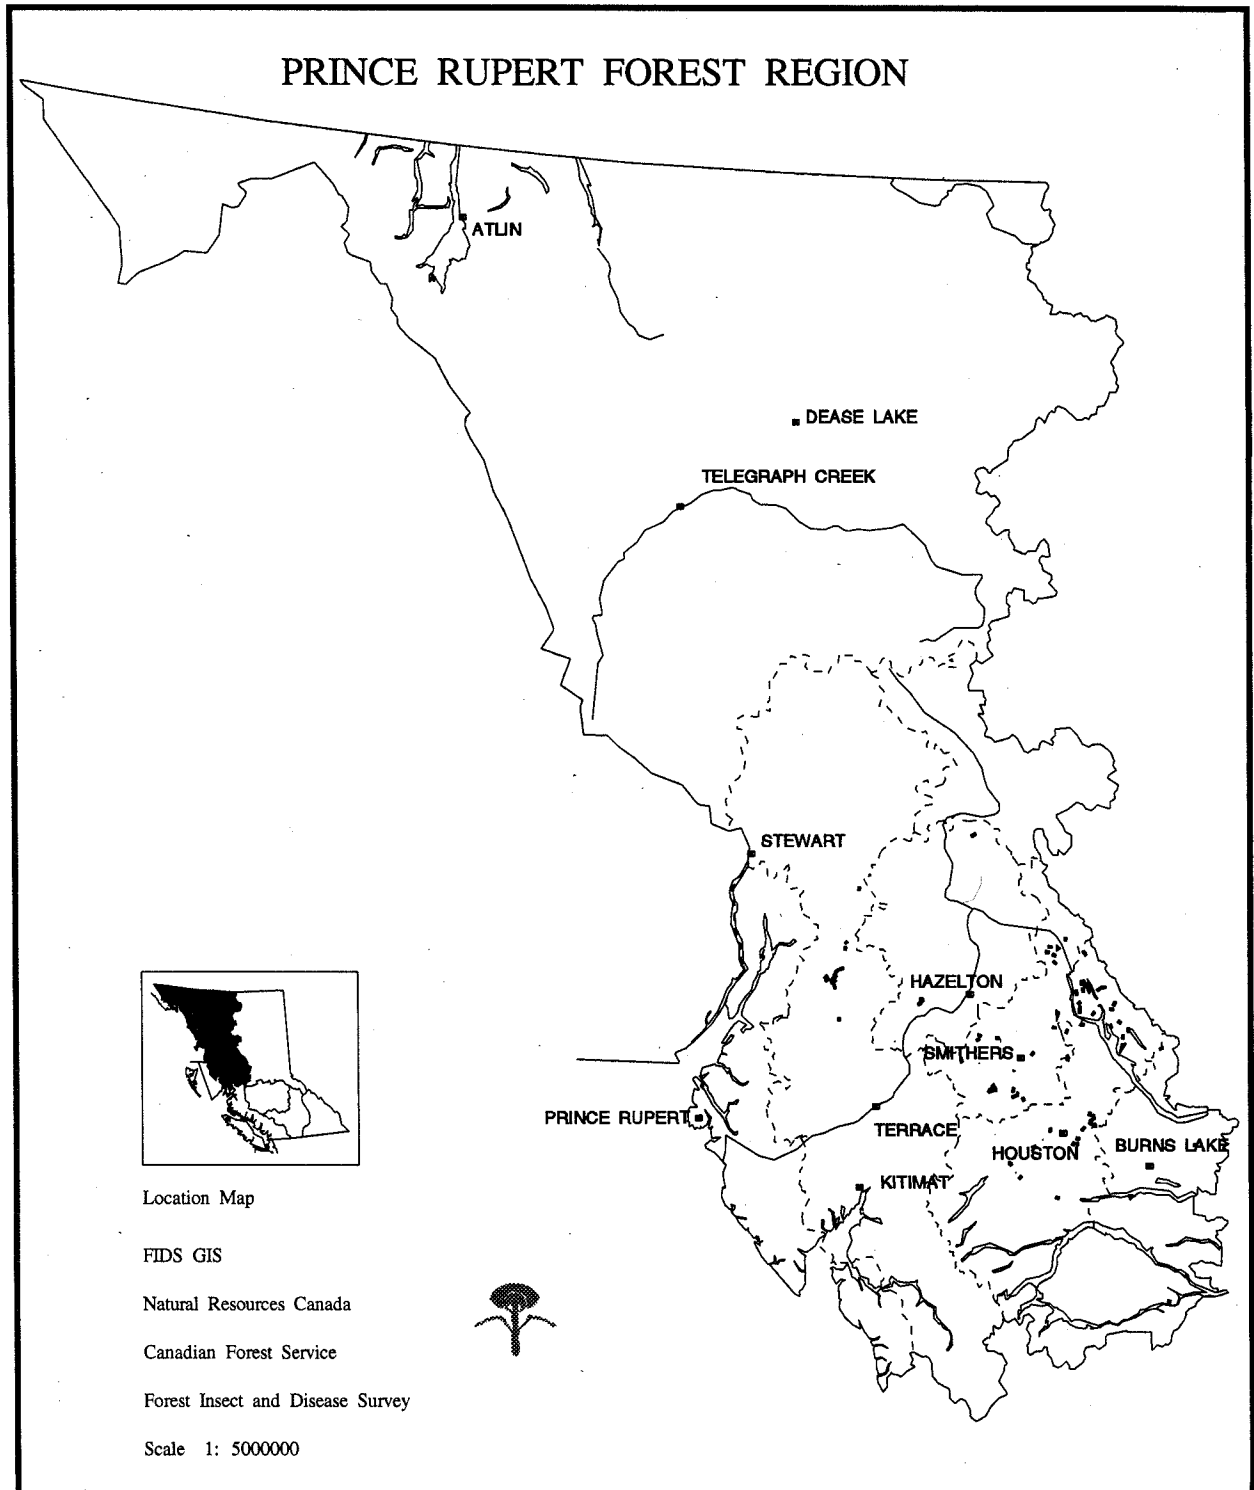 PRINCE RUPERT FOREST REGION
ATLIN
DEASE LAKE
TELEGRAPH CREEK
STEWART
HAZELTON
SMITHERS
PRINCE RUPERT
TERRACE
HOUSTON
BURNS LAKE
KITIMAT
Location Map
FIDS GIS
Natural Resources Canada
Canadian Forest Service
Forest Insect and Disease Survey
Scale 1: 5000000